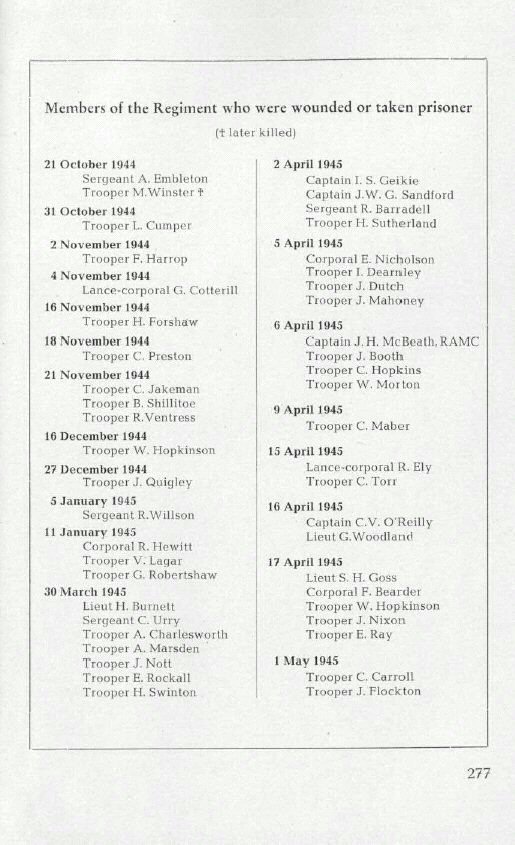 Members of the Regiment who were wounded or taken prisoner
(† later killed)
21 October 1944
Sergeant A. Embleton
Trooper M.Winster †
31 October 1944
Trooper L. Cumper
2 November 1944
Trooper F. Harrop
4 November 1944
Lance-corporal G. Cotterill
16 November 1944
Trooper H. Forshaw
18 November 1944
Trooper C. Preston
21 November 1944
Trooper C. Jakeman
Trooper B. Shillitoe
Trooper R.Ventress
16 December 1944
Trooper W. Hopkinson
27 December 1944
Trooper J. Quigley
5 January 1945
Sergeant R.Willson
11 January 1945
Corporal R. Hewitt
Trooper V. Lagar
Trooper G. Robertshaw
30 March 1945
Lieut H. Burnett
Sergeant C. Urry
Trooper A. Charlesworth
Trooper A. Marsden
Trooper J. Nott
Trooper E. Rockall
Trooper H. Swinton
2 April 1945
Captain I. S. Geikie
Captain J.W. G. Sandford
Sergeant R. Barradell
Trooper H. Sutherland
5 April 1945
Corporal E. Nicholson
Trooper I. Dearnley
Trooper J. Dutch
Trooper J. Mahoney
6 April 1945
Captain J. H. McBeath, RAMC
Trooper J. Booth
Trooper C. Hopkins
Trooper W. Morton
9 April 1945
Trooper C. Maber
15 April 1945
Lance-corporal R. Ely
Trooper C. Torr
16 April 1945
Captain C.V. O'Reilly
Lieut G.Woodland
17 April 1945
Lieut S. H. Goss
Corporal F. Bearder
Trooper W. Hopkinson
Trooper J. Nixon
Trooper E. Ray
1 May 1945
Trooper C. Carroll
Trooper J. Flockton
277